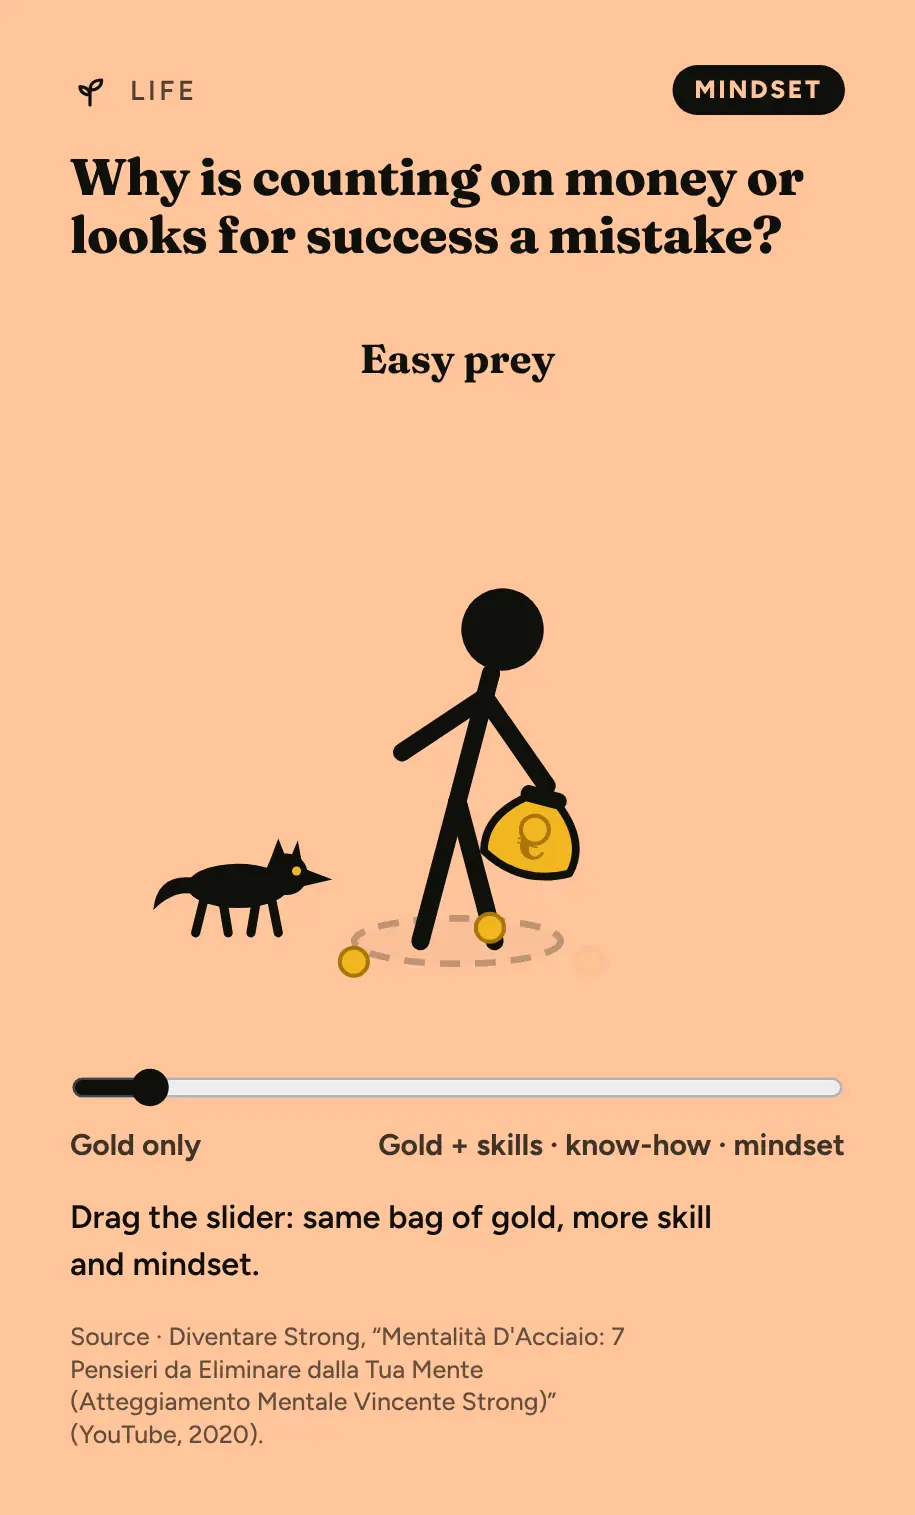 LIFE
MINDSET
Why is counting on money or
looks for success a mistake?
Easy prey
Gold only
Gold + skills · know-how · mindset
Drag the slider: same bag of gold, more skill
and mindset.
Source · Diventare Strong, “Mentalità D'Acciaio: 7
Pensieri da Eliminare dalla Tua Mente
(Atteggiamento Mentale Vincente Strong)”
(YouTube, 2020).